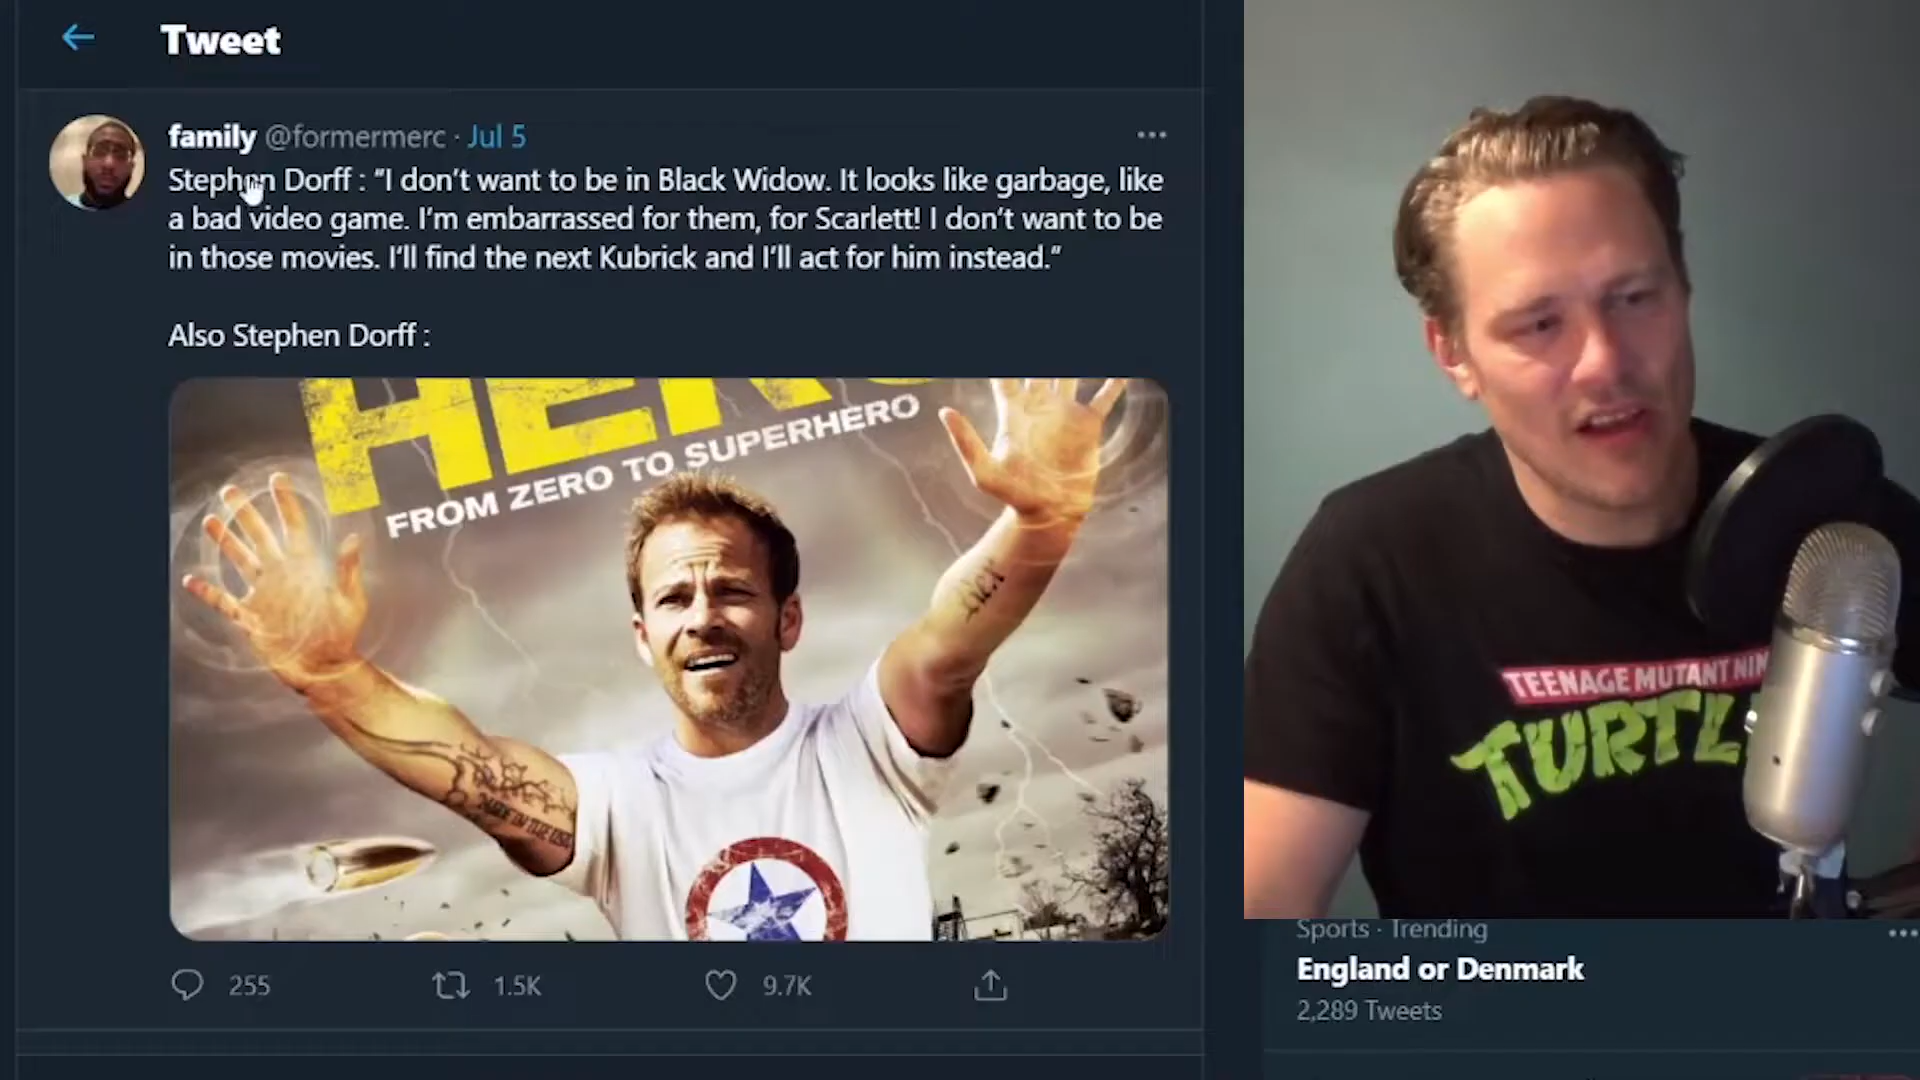 Tweet
family @formermerc · Jul 5
Stephen Dorff : “I don’t want to be in Black Widow. It looks like garbage, like
a bad video game. I’m embarrassed for them, for Scarlett! I don’t want to be
in those movies. I’ll find the next Kubrick and I’ll act for him instead.”
Also Stephen Dorff :
FROM ZERO TO SUPERHERO
255 1.5K 9.7K
TEENAGE MUTANT NIN
TURTL
Sports · Trending
England or Denmark
2,289 Tweets